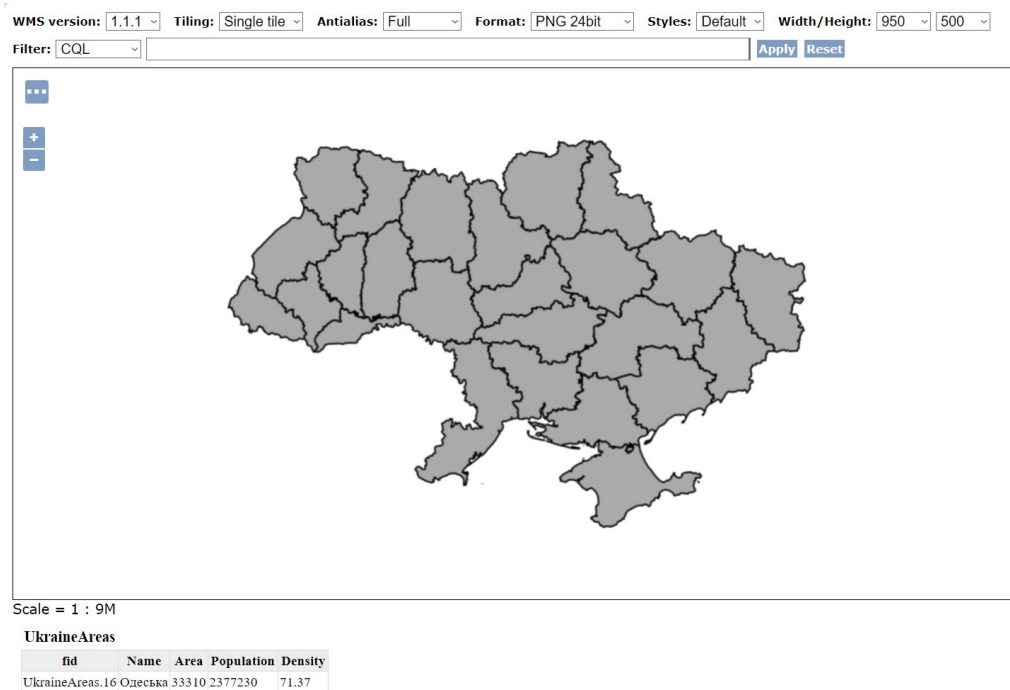 WMS version: 1.1.1 Tiling: Single tile Antialias: Full Format: PNG 24bit Styles: Default Width/Height: 950 500
Filter: CQL Apply Reset
+
−
Scale = 1 : 9M
UkraineAreas
fid Name Area Population Density
UkraineAreas.16 Одеська 33310 2377230 71.37